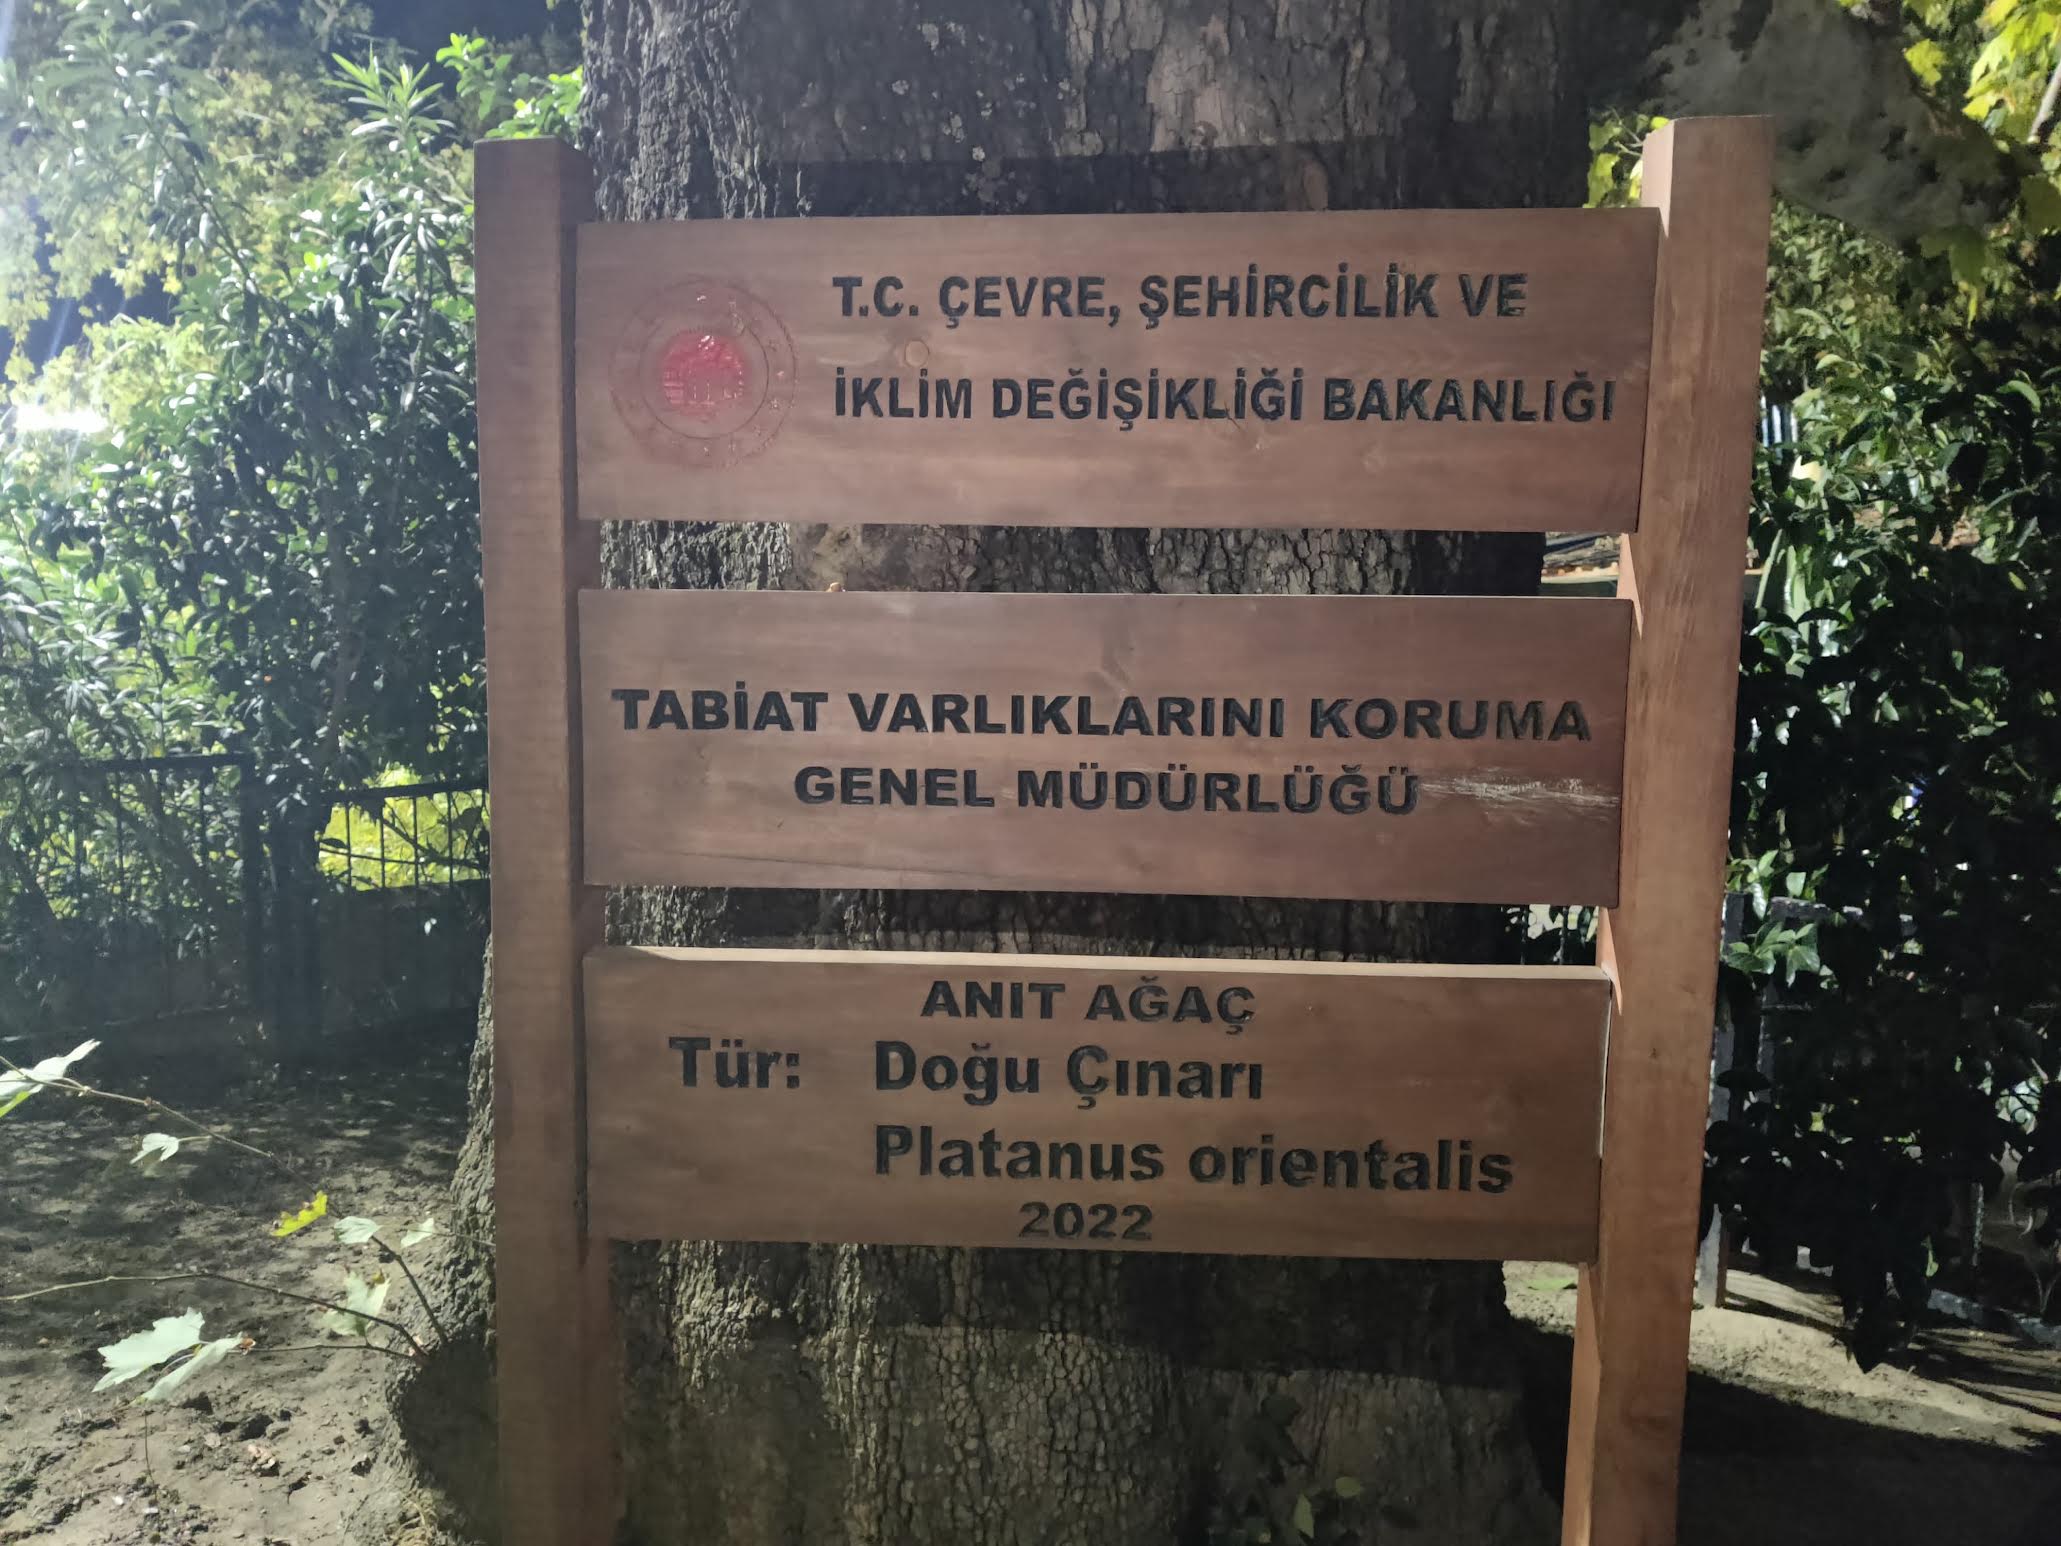 T.C. ÇEVRE, ŞEHİRCİLİK VE
İKLİM DEĞİŞİKLİĞİ BAKANLIĞI
TABİAT VARLIKLARINI KORUMA
GENEL MÜDÜRLÜĞÜ
ANIT AĞAÇ
Tür: Doğu Çınarı
Platanus orientalis
2022